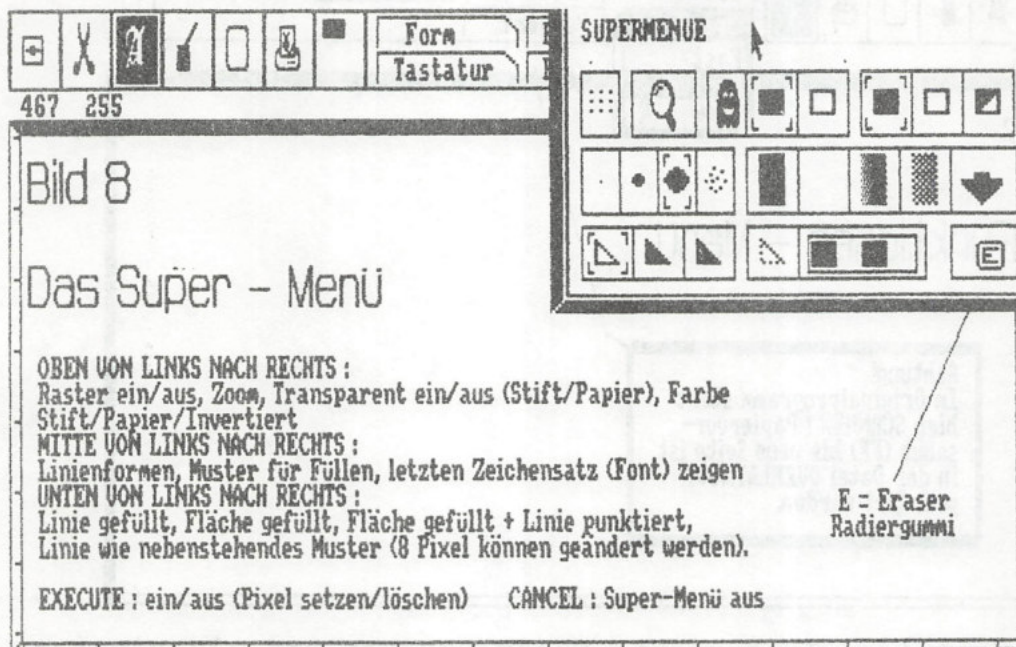 Form
Tastatur
467 255
SUPERMENUE
Bild 8
Das Super - Menü
OBEN VON LINKS NACH RECHTS :
Raster ein/aus, Zoom, Transparent ein/aus (Stift/Papier), Farbe
Stift/Papier/Invertiert
MITTE VON LINKS NACH RECHTS :
Linienformen, Muster für Füllen, letzten Zeichensatz (Font) zeigen
UNTEN VON LINKS NACH RECHTS :
Linie gefüllt, Fläche gefüllt, Fläche gefüllt + Linie punktiert,
Linie wie nebenstehendes Muster (8 Pixel können geändert werden).
EXECUTE : ein/aus (Pixel setzen/löschen) CANCEL : Super-Menü aus
E
E = Eraser
Radiergummi